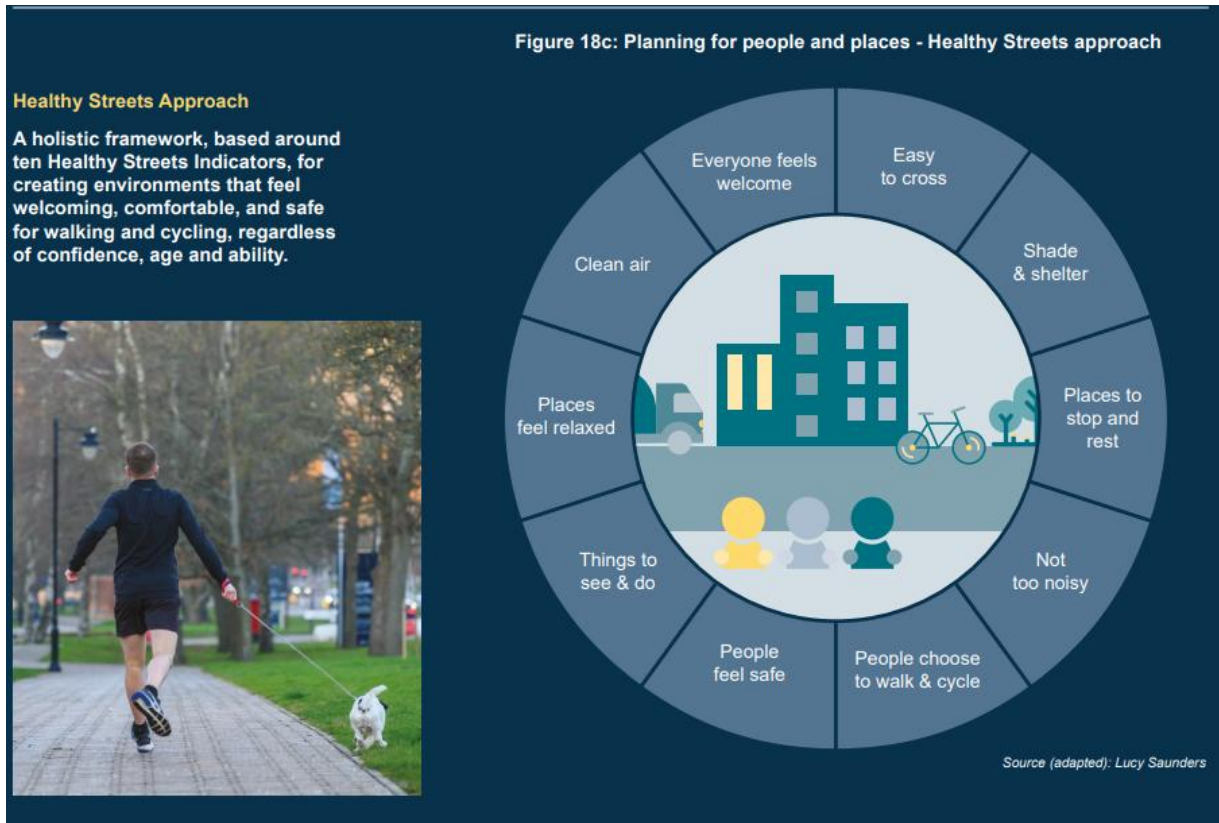 Figure 18c: Planning for people and places - Healthy Streets approach
Healthy Streets Approach
A holistic framework, based around
ten Healthy Streets Indicators, for
creating environments that feel
welcoming, comfortable, and safe
for walking and cycling, regardless
of confidence, age and ability.
Everyone feels
welcome
Easy
to cross
Shade
& shelter
Places to
stop and
rest
Not
too noisy
People choose
to walk & cycle
People
feel safe
Things to
see & do
Places
feel relaxed
Clean air
Source (adapted): Lucy Saunders